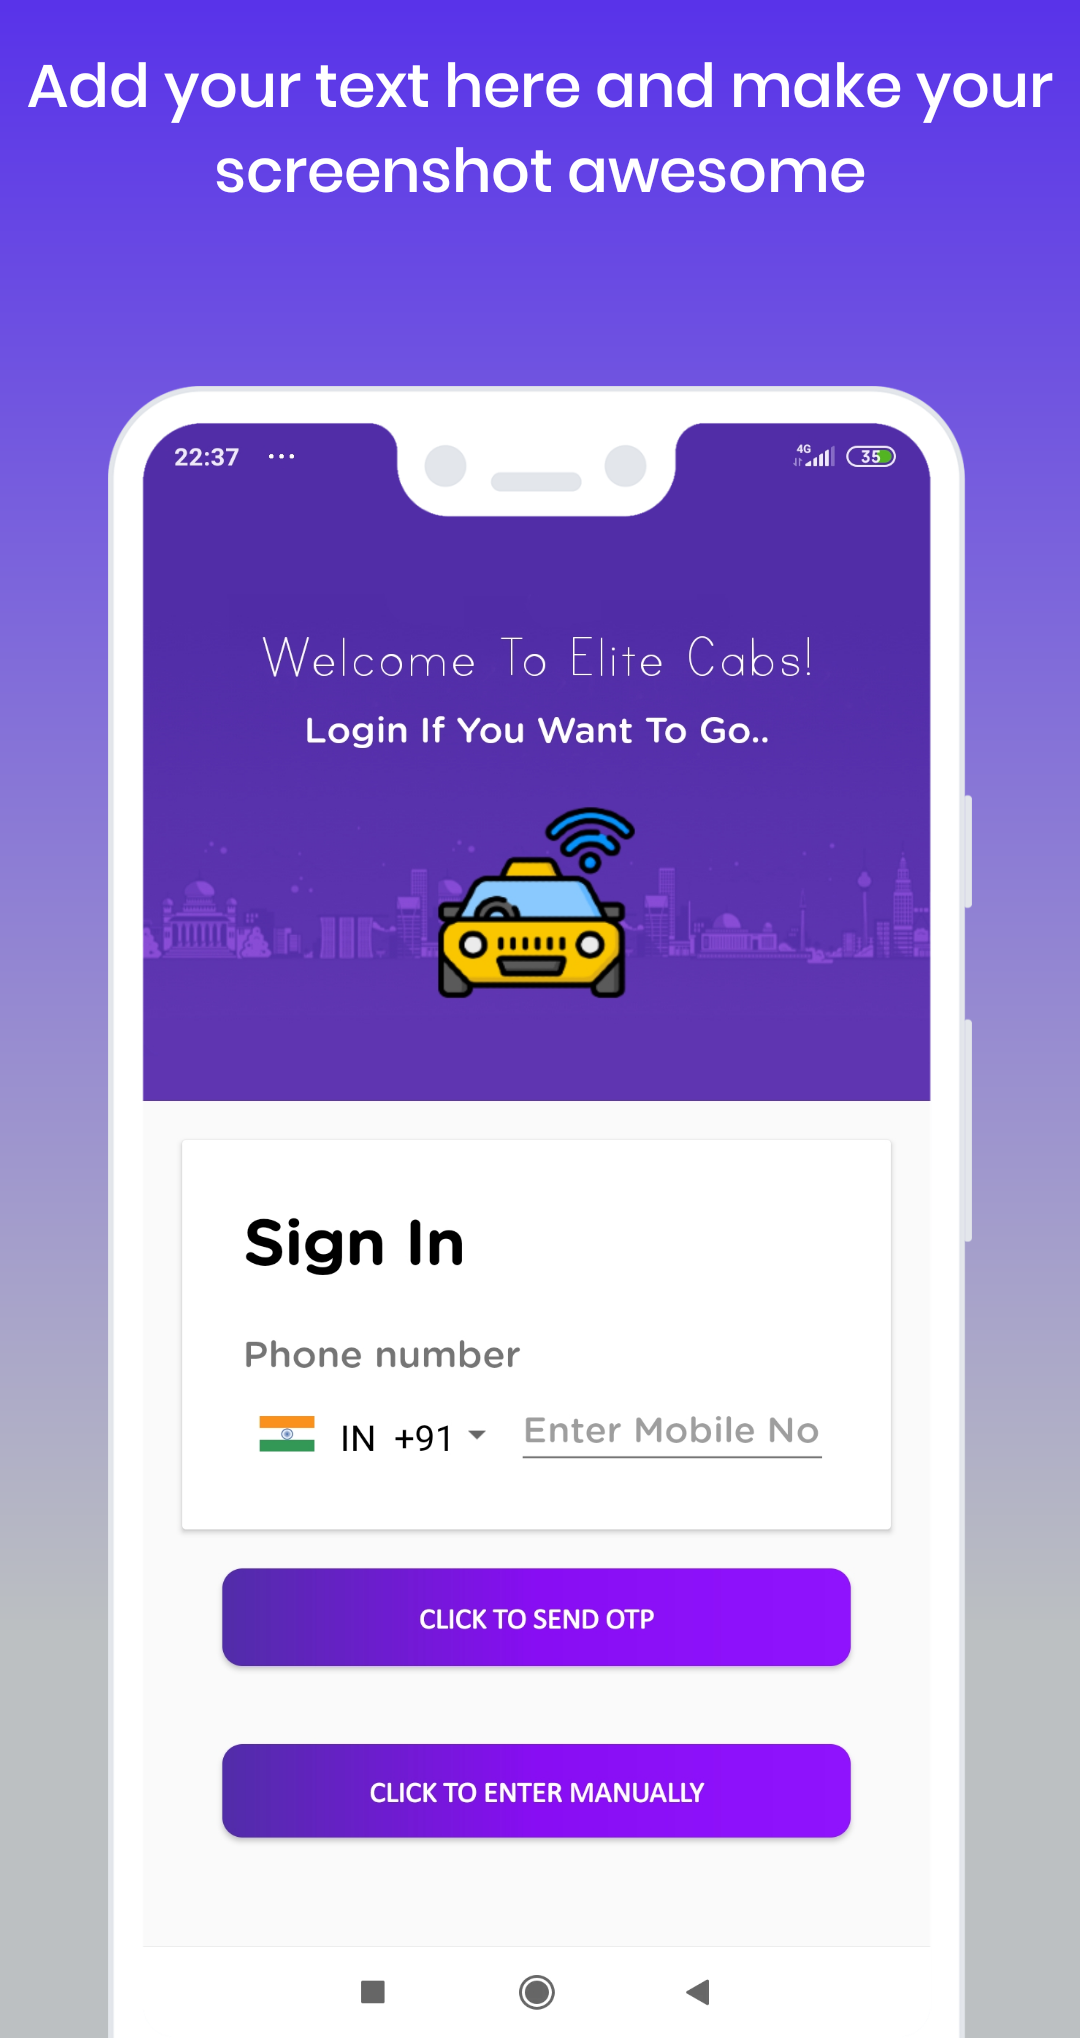 Add your text here and make your
screenshot awesome
22:37 ...
4G
35
Welcome To Elite Cabs!
Login If You Want To Go..
Sign In
Phone number
IN +91 Enter Mobile No
CLICK TO SEND OTP
CLICK TO ENTER MANUALLY